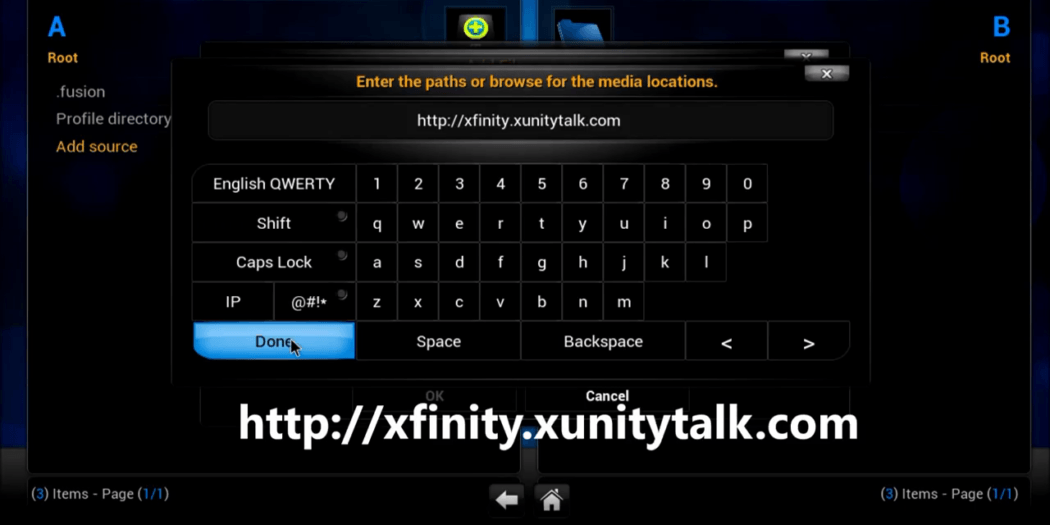 A
B
Root
Root
.fusion
Profile directory
Add source
Enter the paths or browse for the media locations.
http://xfinity.xunitytalk.com
English QWERTY 1 2 3 4 5 6 7 8 9 0
Shift q w e r t y u i o p
Caps Lock a s d f g h j k l
IP @#!* z x c v b n m
Done Space Backspace < >
OK Cancel
http://xfinity.xunitytalk.com
(3) Items - Page (1/1)
(3) Items - Page (1/1)